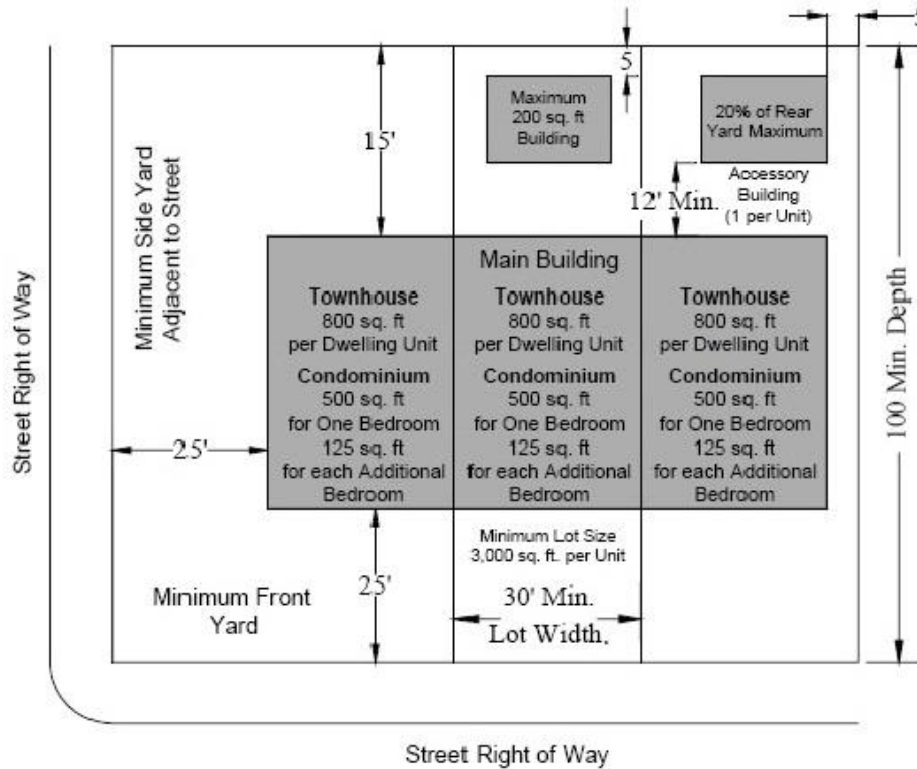 5
5
Maximum
200 sq. ft
Building
20% of Rear
Yard Maximum
15'
Accessory
Building
(1 per Unit)
12' Min.
Minimum Side Yard
Adjacent to Street
Main Building
Townhouse
800 sq. ft
per Dwelling Unit
Condominium
500 sq. ft
for One Bedroom
125 sq. ft
for each Additional
Bedroom
Townhouse
800 sq. ft
per Dwelling Unit
Condominium
500 sq. ft
for One Bedroom
125 sq. ft
for each Additional
Bedroom
Townhouse
800 sq. ft
per Dwelling Unit
Condominium
500 sq. ft
for One Bedroom
125 sq. ft
for each Additional
Bedroom
Street Right of Way
100 Min. Depth
25'
Minimum Lot Size
3,000 sq. ft. per Unit
25'
Minimum Front
Yard
30' Min.
Lot Width.
Street Right of Way